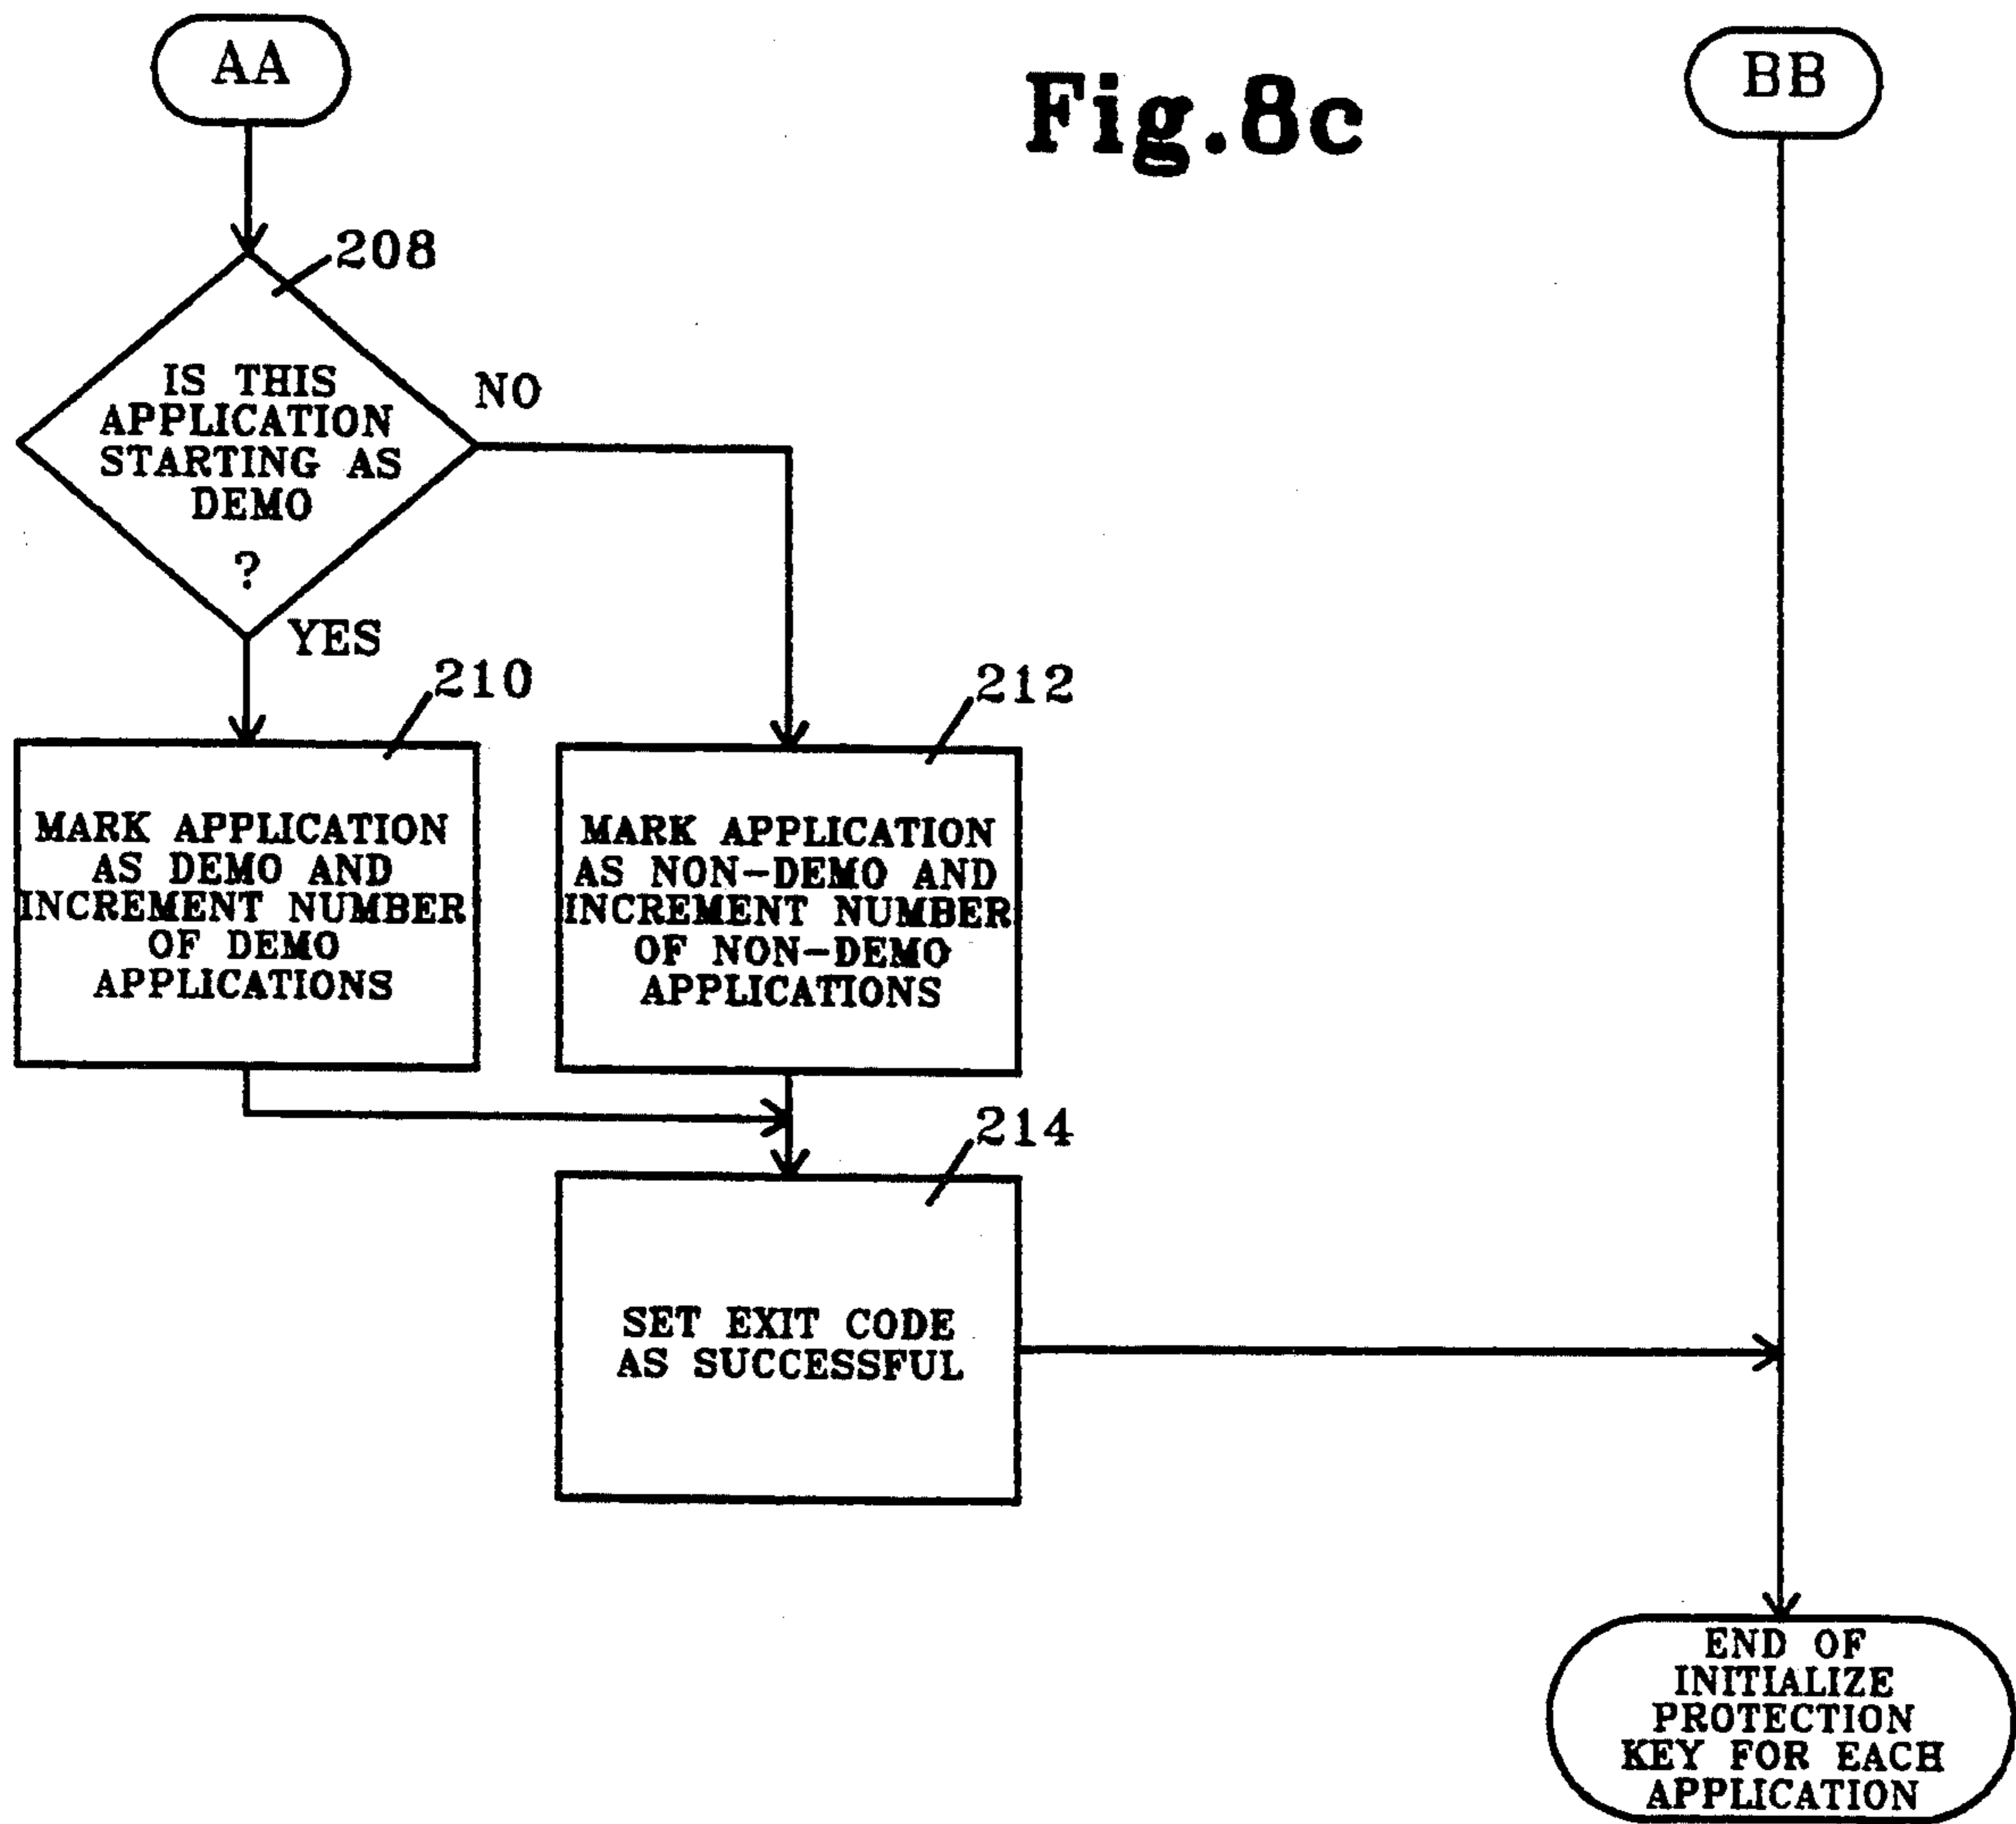 AA
Fig.8c
BB
208
IS THIS
APPLICATION
STARTING AS
DEMO
?
NO
YES
210
212
MARK APPLICATION
AS DEMO AND
INCREMENT NUMBER
OF DEMO
APPLICATIONS
MARK APPLICATION
AS NON-DEMO AND
INCREMENT NUMBER
OF NON-DEMO
APPLICATIONS
214
SET EXIT CODE
AS SUCCESSFUL
END OF
INITIALIZE
PROTECTION
KEY FOR EACH
APPLICATION